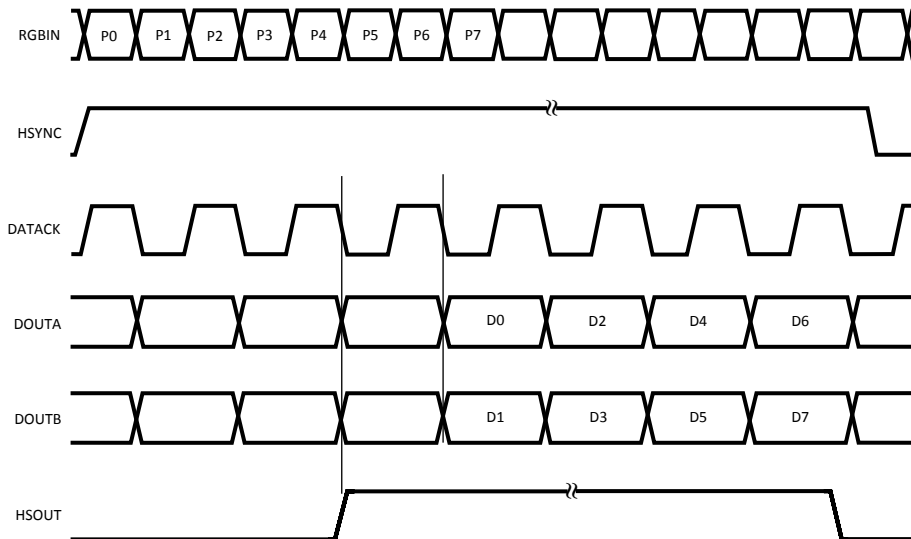 RGBIN P0 P1 P2 P3 P4 P5 P6 P7
HSYNC
DATACK
DOUTA D0 D2 D4 D6
DOUTB D1 D3 D5 D7
HSOUT